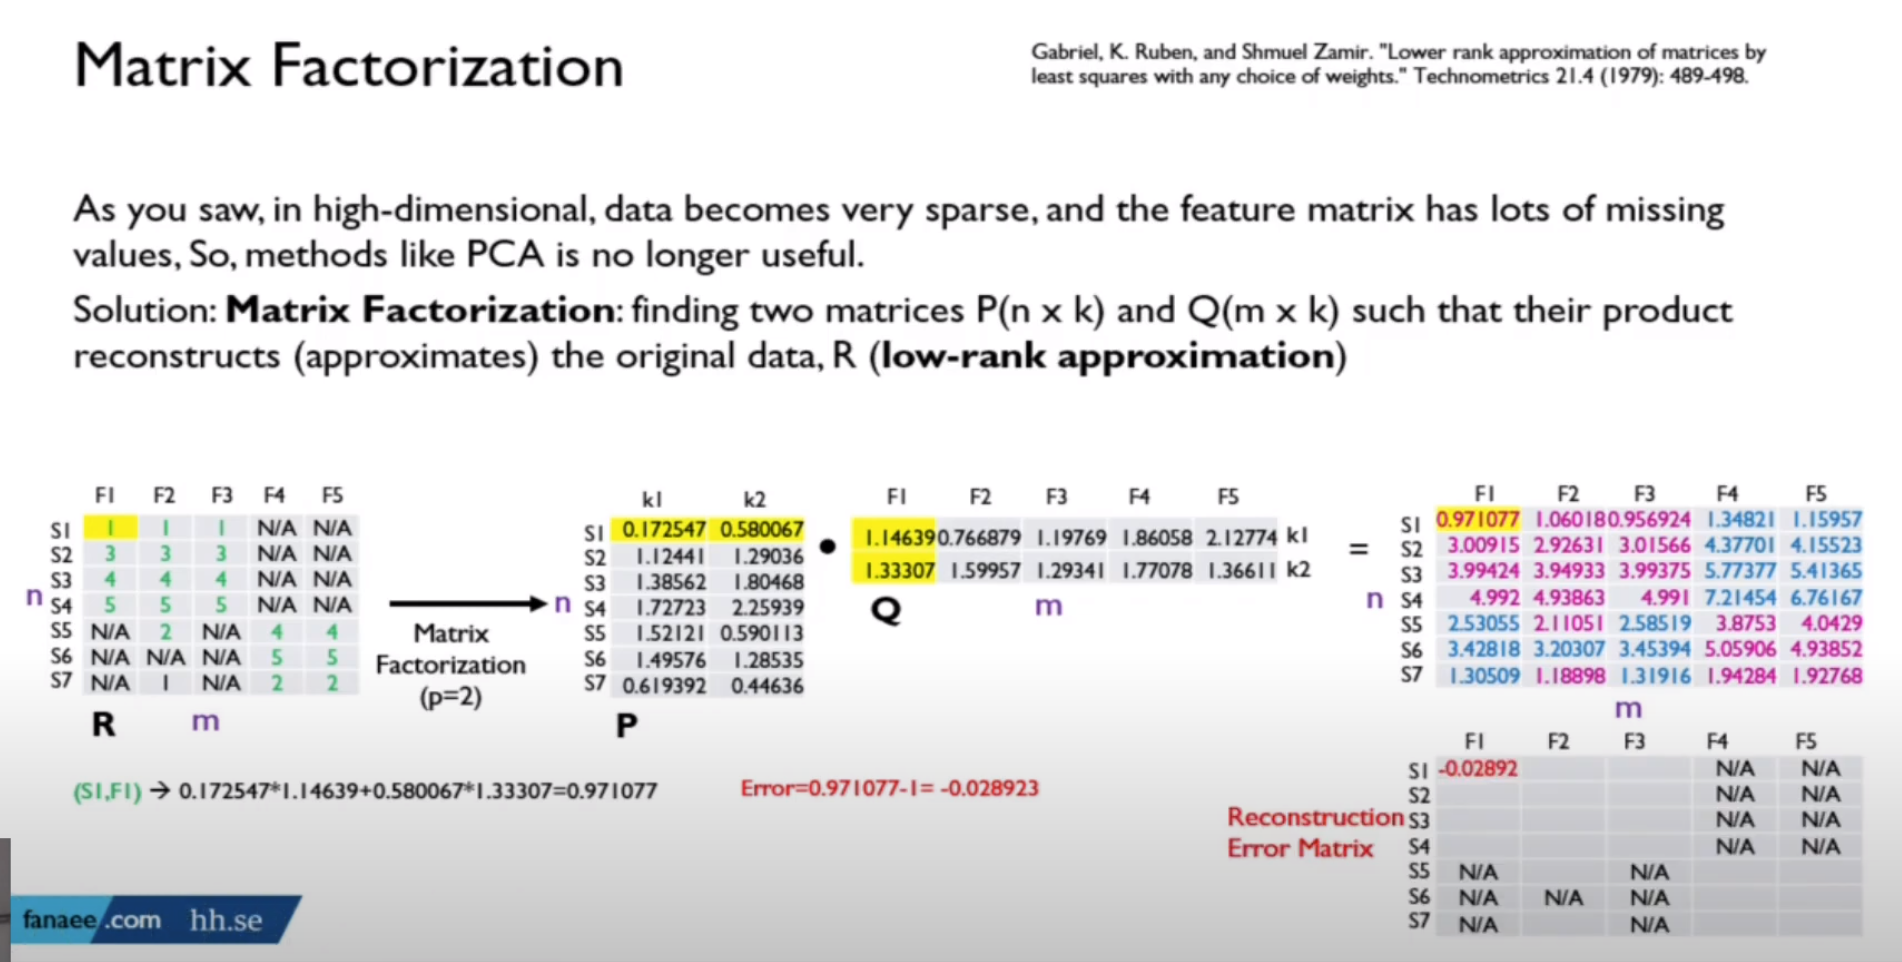 Matrix Factorization
Gabriel, K. Ruben, and Shmuel Zamir. "Lower rank approximation of matrices by
least squares with any choice of weights." Technometrics 21.4 (1979): 489-498.
As you saw, in high-dimensional, data becomes very sparse, and the feature matrix has lots of missing
values, So, methods like PCA is no longer useful.
Solution: Matrix Factorization: finding two matrices P(n x k) and Q(m x k) such that their product
reconstructs (approximates) the original data, R (low-rank approximation)
F1 F2 F3 F4 F5
S1 1 1 1 N/A N/A
S2 3 3 3 N/A N/A
S3 4 4 4 N/A N/A
n
S4 5 5 5 N/A N/A
S5 N/A 2 N/A 4 4
S6 N/A N/A N/A 5 5
S7 N/A 1 N/A 2 2
R m
Matrix
Factorization
(p=2)
k1 k2
S1 0.172547 0.580067
S2 1.12441 1.29036
S3 1.38562 1.80468
n S4 1.72723 2.25939
S5 1.52121 0.590113
S6 1.49576 1.28535
S7 0.619392 0.44636
P
•
F1 F2 F3 F4 F5
1.14639 0.766879 1.19769 1.86058 2.12774 k1
1.33307 1.59957 1.29341 1.77078 1.36611 k2
Q m
=
F1 F2 F3 F4 F5
S1 0.971077 1.06018 0.956924 1.34821 1.15957
S2 3.00915 2.92631 3.01566 4.37701 4.15523
S3 3.99424 3.94933 3.99375 5.77377 5.41365
n S4 4.992 4.93863 4.991 7.21454 6.76167
S5 2.53055 2.11051 2.58519 3.8753 4.0429
S6 3.42818 3.20307 3.45394 5.05906 4.93852
S7 1.30509 1.18898 1.31916 1.94284 1.92768
m
(S1,F1) → 0.172547*1.14639+0.580067*1.33307=0.971077
Error=0.971077-1= -0.028923
Reconstruction
Error Matrix
F1 F2 F3 F4 F5
S1 -0.02892 N/A N/A
S2 N/A N/A
S3 N/A N/A
S4 N/A N/A
S5 N/A N/A
S6 N/A N/A N/A
S7 N/A N/A
fanaee.com hh.se